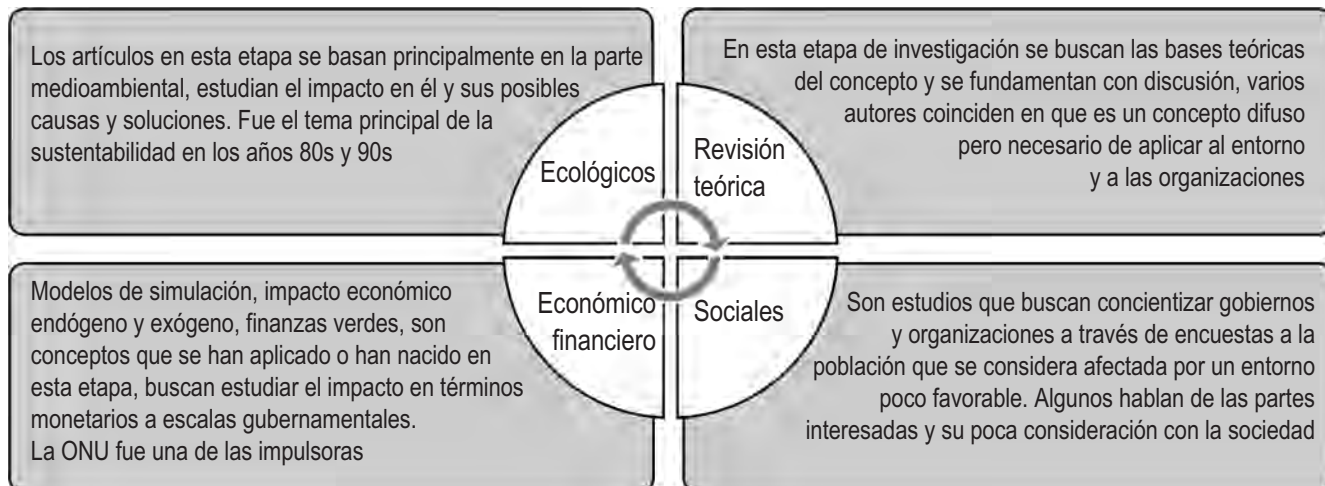 Los artículos en esta etapa se basan principalmente en la parte
medioambiental, estudian el impacto en él y sus posibles
causas y soluciones. Fue el tema principal de la
sustentabilidad en los años 80s y 90s
Ecológicos
En esta etapa de investigación se buscan las bases teóricas
del concepto y se fundamentan con discusión, varios
autores coinciden en que es un concepto difuso
pero necesario de aplicar al entorno
y a las organizaciones
Revisión
teórica
Modelos de simulación, impacto económico
endógeno y exógeno, finanzas verdes, son
conceptos que se han aplicado o han nacido en
esta etapa, buscan estudiar el impacto en términos
monetarios a escalas gubernamentales.
La ONU fue una de las impulsoras
Económico
financiero
Sociales
Son estudios que buscan concientizar gobiernos
y organizaciones a través de encuestas a la
población que se considera afectada por un entorno
poco favorable. Algunos hablan de las partes
interesadas y su poca consideración con la sociedad